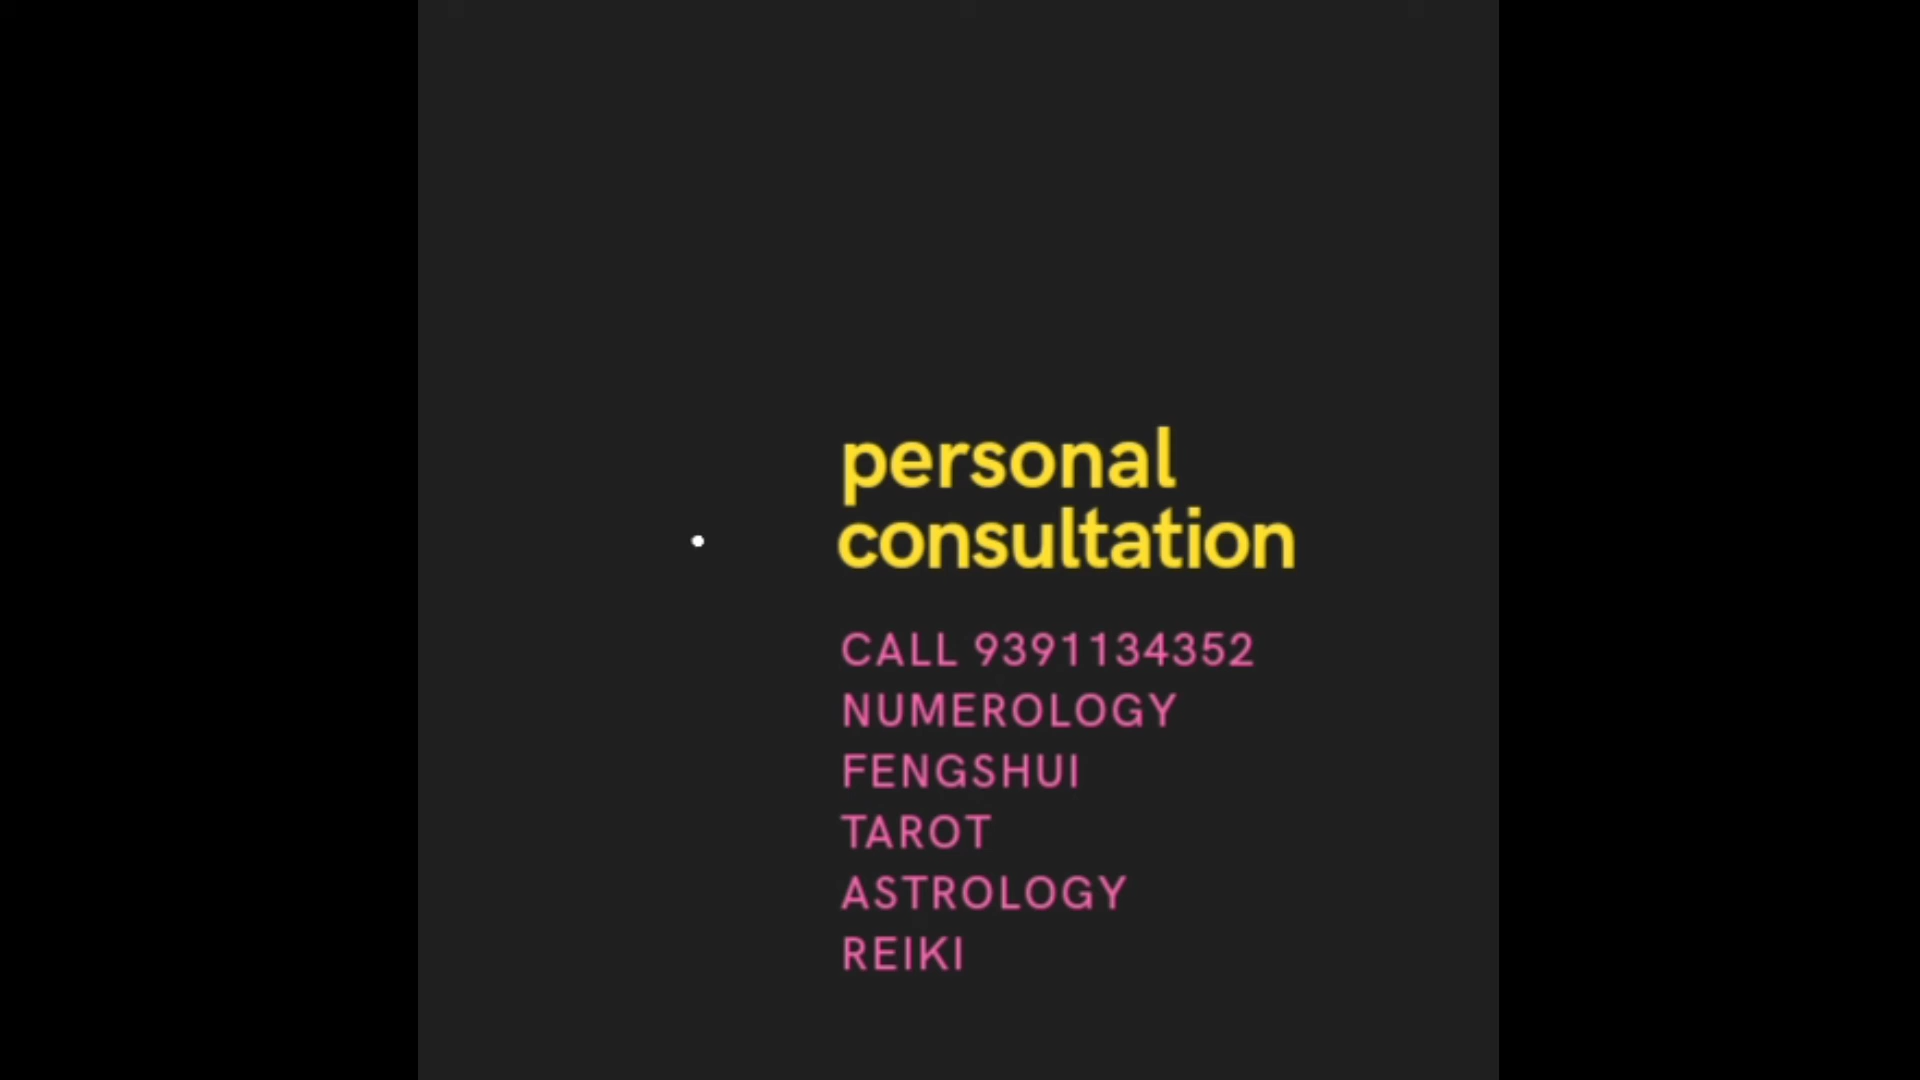 personal
consultation
CALL 9391134352
NUMEROLOGY
FENGSHUI
TAROT
ASTROLOGY
REIKI